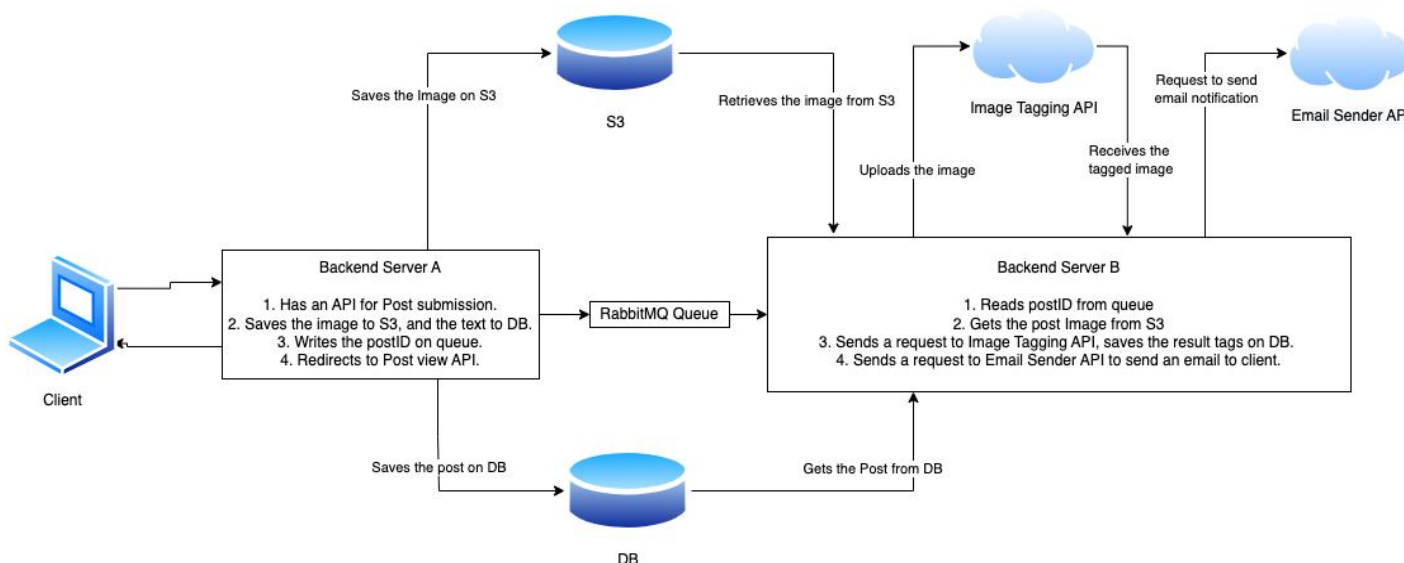 Saves the Image on S3
S3
Retrieves the image from S3
Image Tagging API
Uploads the image
Receives the
tagged image
Request to send
email notification
Email Sender AP
Client
Backend Server A
1. Has an API for Post submission.
2. Saves the image to S3, and the text to DB.
3. Writes the postID on queue.
4. Redirects to Post view API.
RabbitMQ Queue
Backend Server B
1. Reads postID from queue
2. Gets the post Image from S3
3. Sends a request to Image Tagging API, saves the result tags on DB.
4. Sends a request to Email Sender API to send an email to client.
Saves the post on DB
Gets the Post from DB
DB